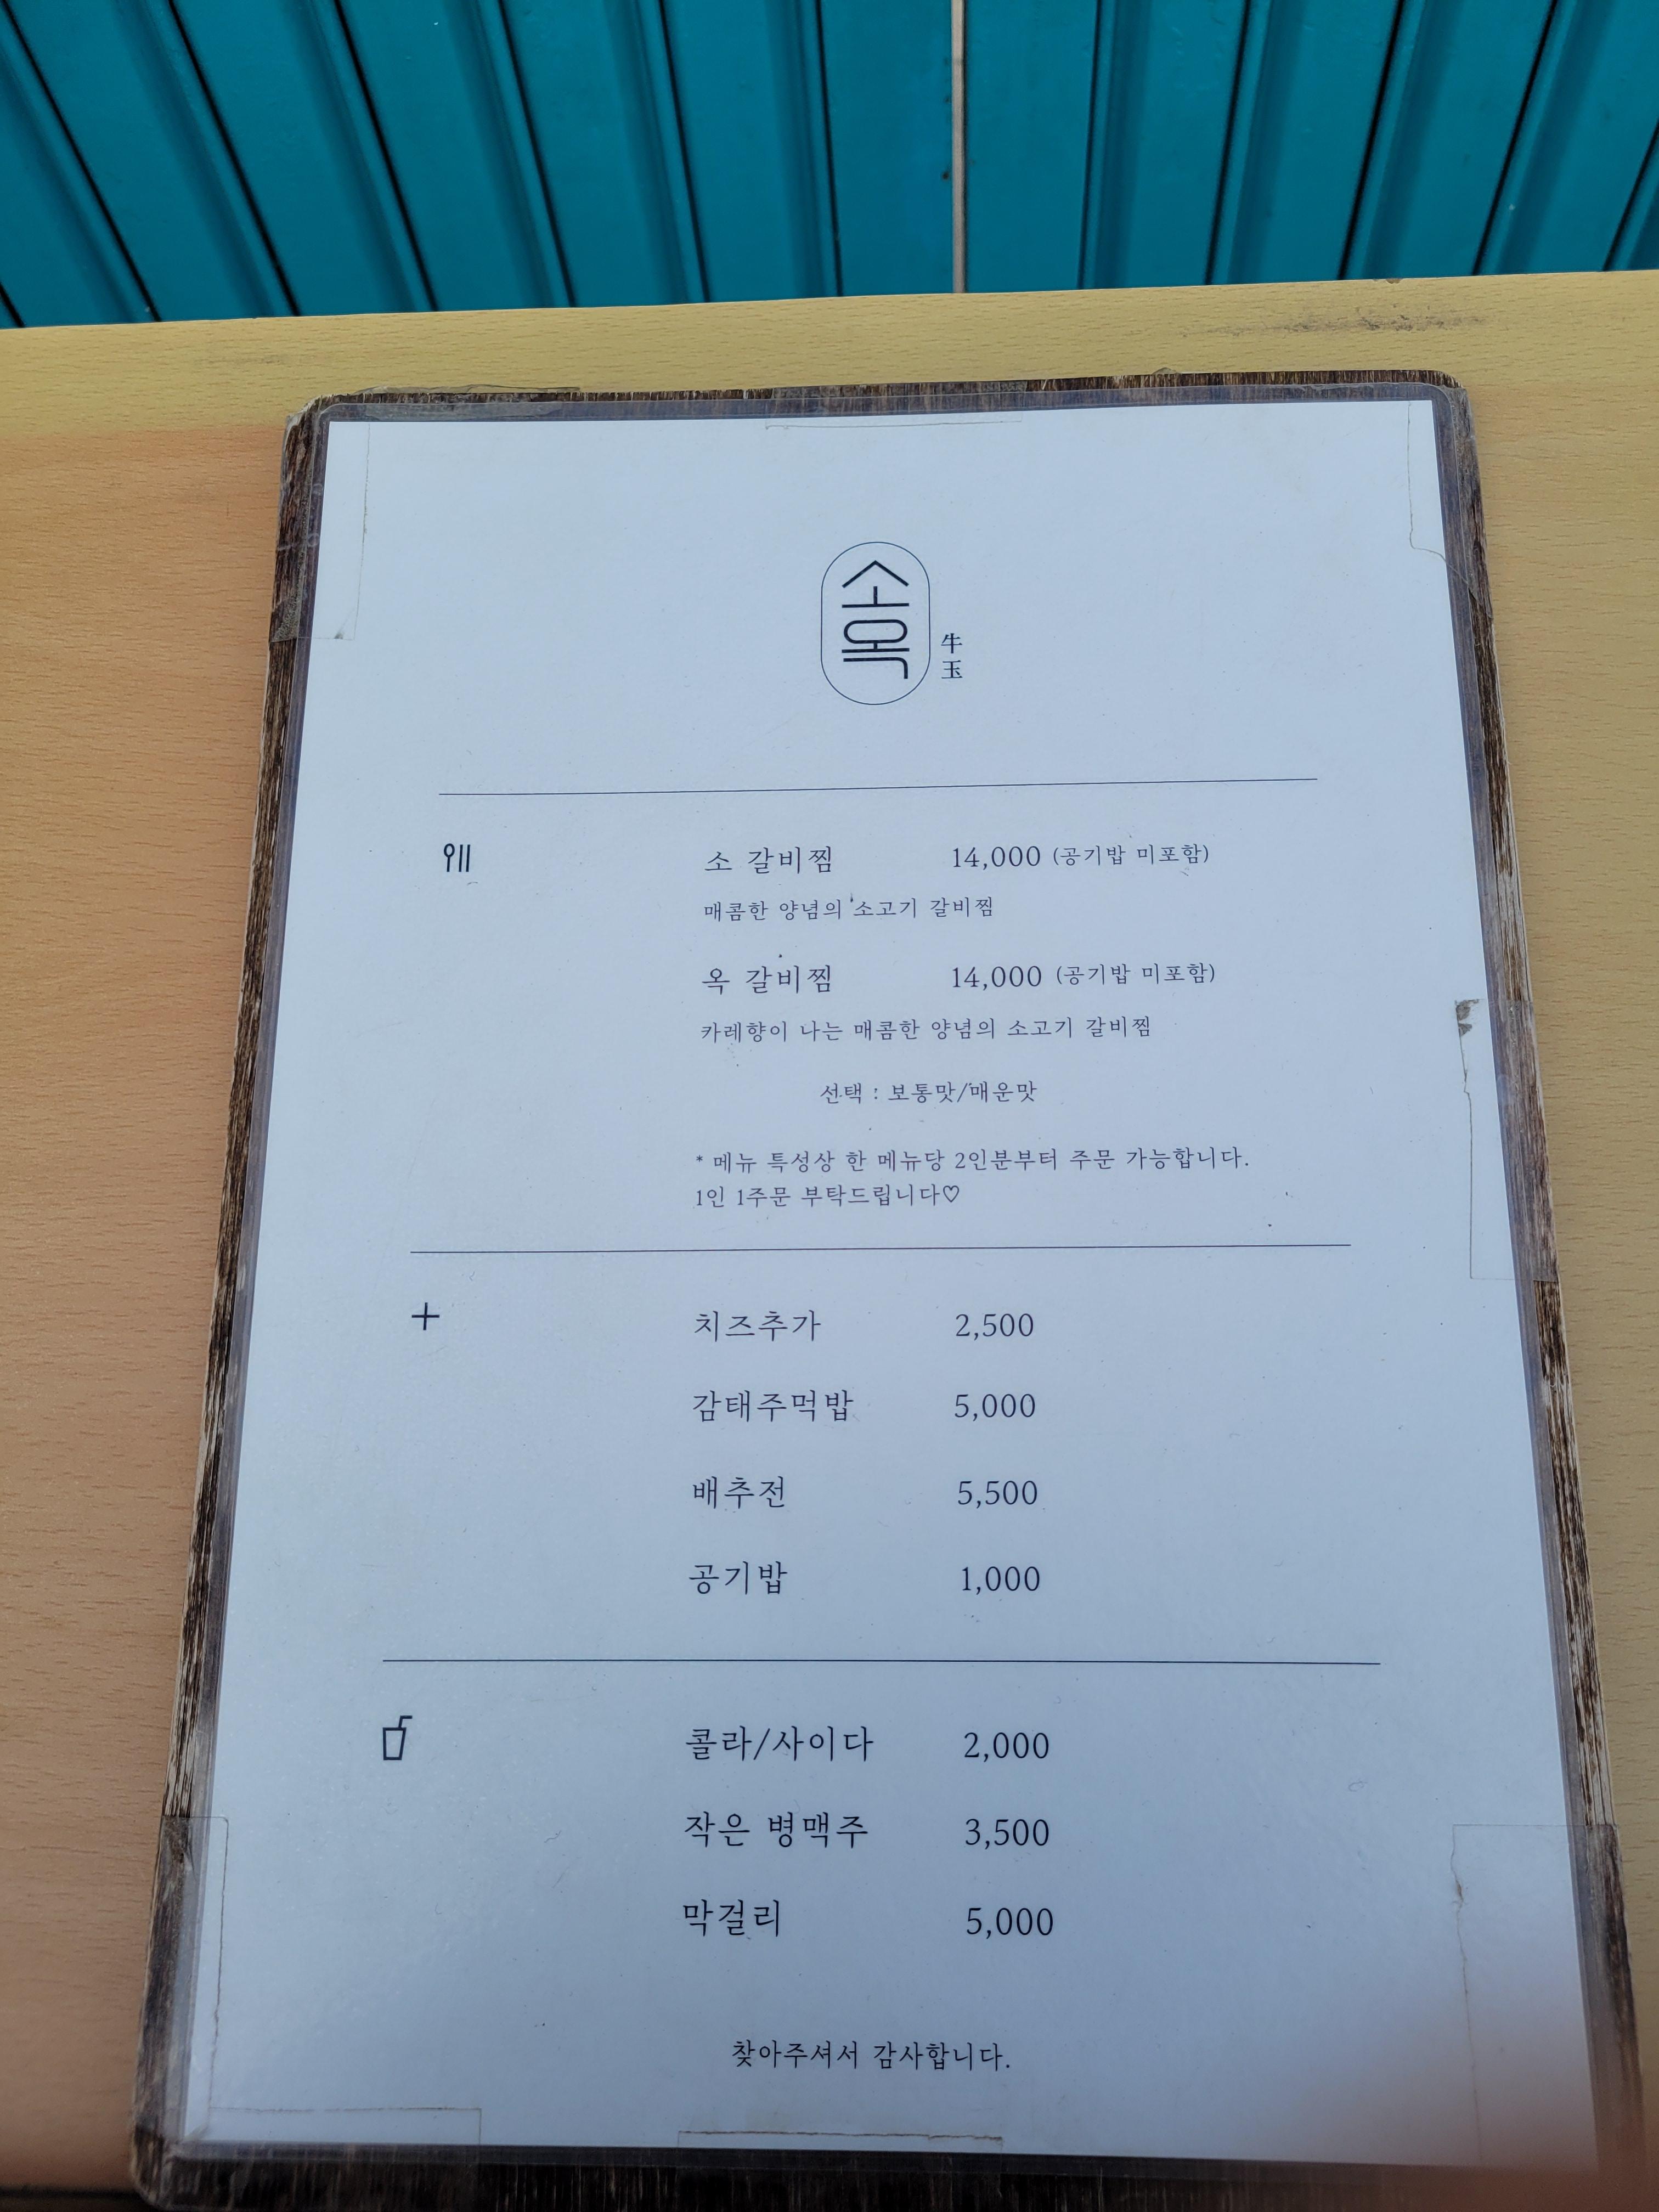 소옥
牛玉
소 갈비찜 14,000 (공기밥 미포함)
매콤한 양념의 소고기 갈비찜
옥 갈비찜 14,000 (공기밥 미포함)
카레향이 나는 매콤한 양념의 소고기 갈비찜
선택 : 보통맛/매운맛
* 메뉴 특성상 한 메뉴당 2인분부터 주문 가능합니다.
1인 1주문 부탁드립니다♡
+
치즈추가 2,500
감태주먹밥 5,000
배추전 5,500
공기밥 1,000
콜라/사이다 2,000
작은 병맥주 3,500
막걸리 5,000
찾아주셔서 감사합니다.